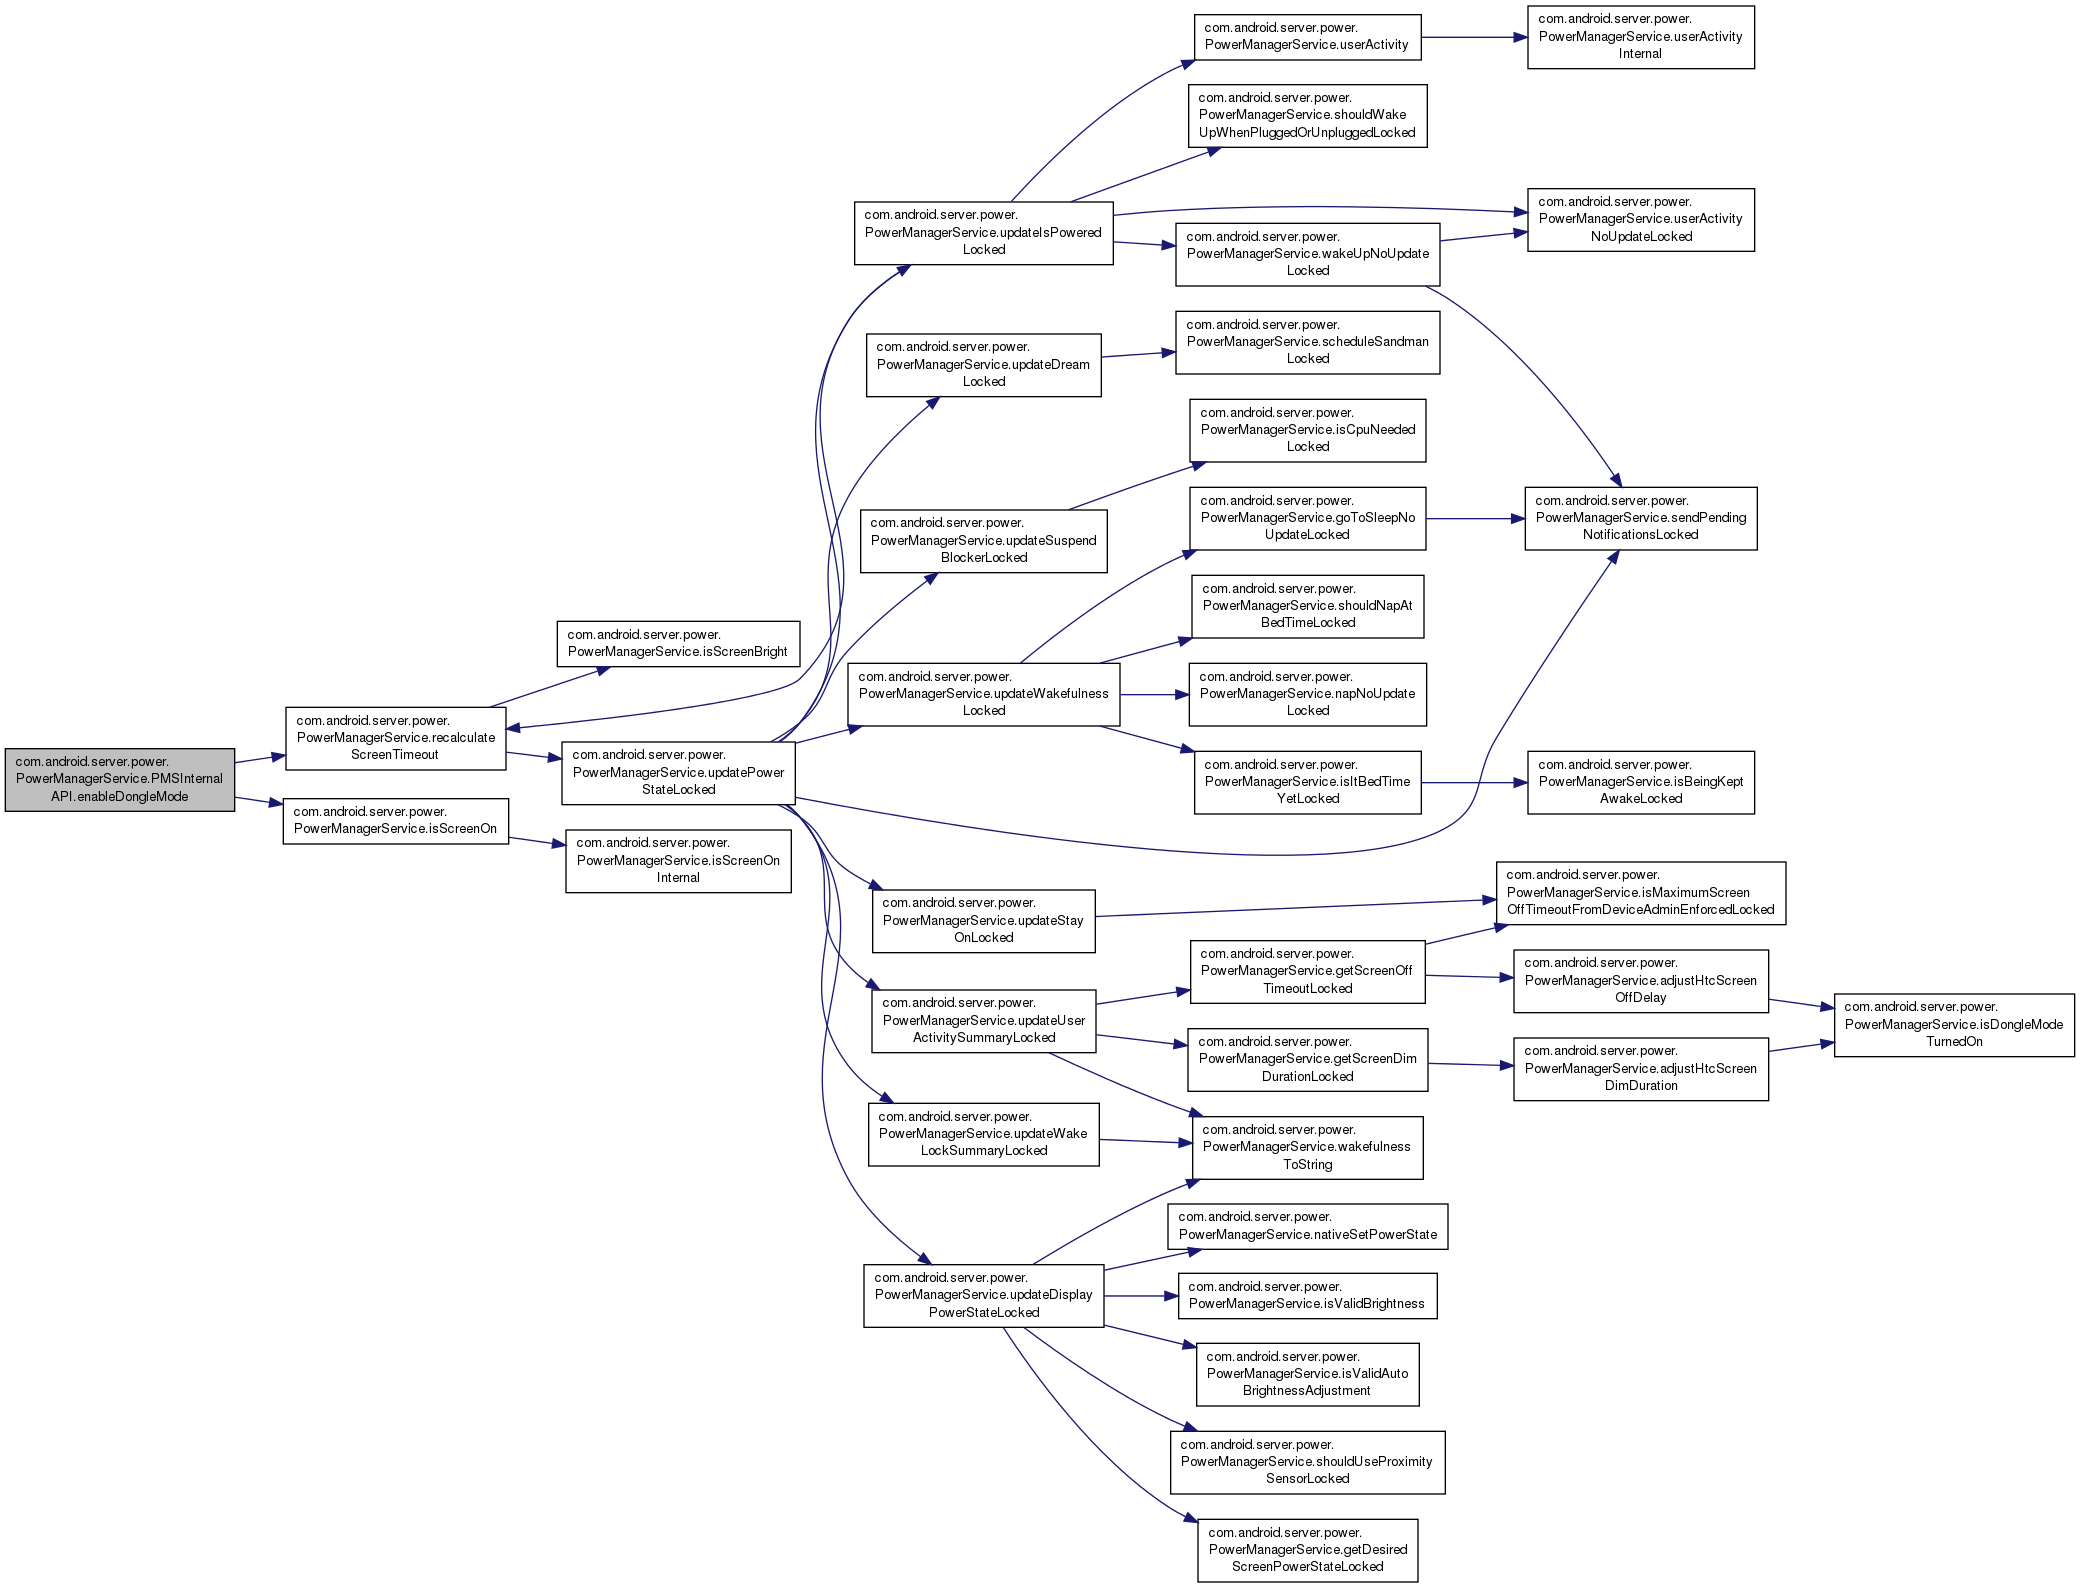 com.android.server.power.
PowerManagerService.PMSInternal
API.enableDongleMode
com.android.server.power.
PowerManagerService.recalculate
ScreenTimeout
com.android.server.power.
PowerManagerService.isScreenOn
com.android.server.power.
PowerManagerService.isScreenBright
com.android.server.power.
PowerManagerService.updatePower
StateLocked
com.android.server.power.
PowerManagerService.isScreenOn
Internal
com.android.server.power.
PowerManagerService.updateIsPowered
Locked
com.android.server.power.
PowerManagerService.updateDream
Locked
com.android.server.power.
PowerManagerService.updateSuspend
BlockerLocked
com.android.server.power.
PowerManagerService.updateWakefulness
Locked
com.android.server.power.
PowerManagerService.updateStay
OnLocked
com.android.server.power.
PowerManagerService.updateUser
ActivitySummaryLocked
com.android.server.power.
PowerManagerService.updateWake
LockSummaryLocked
com.android.server.power.
PowerManagerService.updateDisplay
PowerStateLocked
com.android.server.power.
PowerManagerService.userActivity
com.android.server.power.
PowerManagerService.shouldWake
UpWhenPluggedOrUnpluggedLocked
com.android.server.power.
PowerManagerService.wakeUpNoUpdate
Locked
com.android.server.power.
PowerManagerService.scheduleSandman
Locked
com.android.server.power.
PowerManagerService.isCpuNeeded
Locked
com.android.server.power.
PowerManagerService.goToSleepNo
UpdateLocked
com.android.server.power.
PowerManagerService.shouldNapAt
BedTimeLocked
com.android.server.power.
PowerManagerService.napNoUpdate
Locked
com.android.server.power.
PowerManagerService.isItBedTime
YetLocked
com.android.server.power.
PowerManagerService.getScreenOff
TimeoutLocked
com.android.server.power.
PowerManagerService.getScreenDim
DurationLocked
com.android.server.power.
PowerManagerService.wakefulness
ToString
com.android.server.power.
PowerManagerService.nativeSetPowerState
com.android.server.power.
PowerManagerService.isValidBrightness
com.android.server.power.
PowerManagerService.isValidAuto
BrightnessAdjustment
com.android.server.power.
PowerManagerService.shouldUseProximity
SensorLocked
com.android.server.power.
PowerManagerService.getDesired
ScreenPowerStateLocked
com.android.server.power.
PowerManagerService.userActivity
Internal
com.android.server.power.
PowerManagerService.userActivity
NoUpdateLocked
com.android.server.power.
PowerManagerService.sendPending
NotificationsLocked
com.android.server.power.
PowerManagerService.isBeingKept
AwakeLocked
com.android.server.power.
PowerManagerService.isMaximumScreen
OffTimeoutFromDeviceAdminEnforcedLocked
com.android.server.power.
PowerManagerService.adjustHtcScreen
OffDelay
com.android.server.power.
PowerManagerService.adjustHtcScreen
DimDuration
com.android.server.power.
PowerManagerService.isDongleMode
TurnedOn